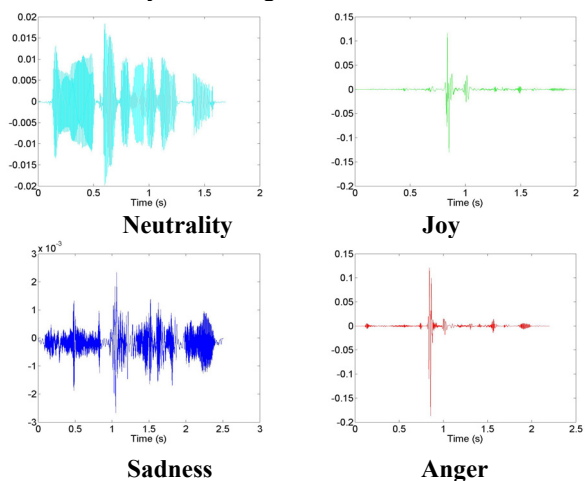 0.02
0.015
0.01
0.005
0
-0.005
-0.01
-0.015
-0.02
0 0.5 1 1.5 2
Time (s)
Neutrality
0.15
0.1
0.05
0
-0.05
-0.1
-0.15
-0.2
0 0.5 1 1.5 2
Time (s)
Joy
3 x 10⁻³
2
1
0
-1
-2
-3
0 0.5 1 1.5 2 2.5 3
Time (s)
Sadness
0.15
0.1
0.05
0
-0.05
-0.1
-0.15
-0.2
0 0.5 1 1.5 2 2.5
Time (s)
Anger